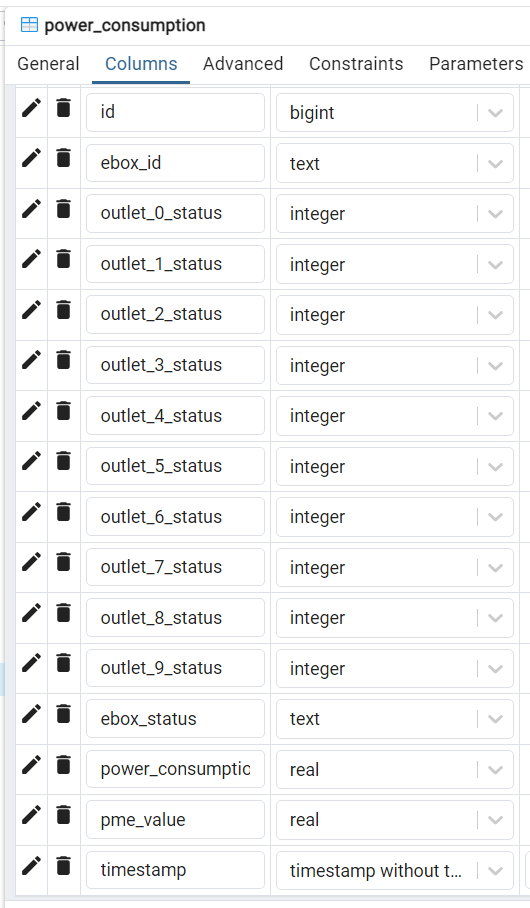 power_consumption
General Columns Advanced Constraints Parameters
id bigint
ebox_id text
outlet_0_status integer
outlet_1_status integer
outlet_2_status integer
outlet_3_status integer
outlet_4_status integer
outlet_5_status integer
outlet_6_status integer
outlet_7_status integer
outlet_8_status integer
outlet_9_status integer
ebox_status text
power_consumptio real
pme_value real
timestamp timestamp without t...